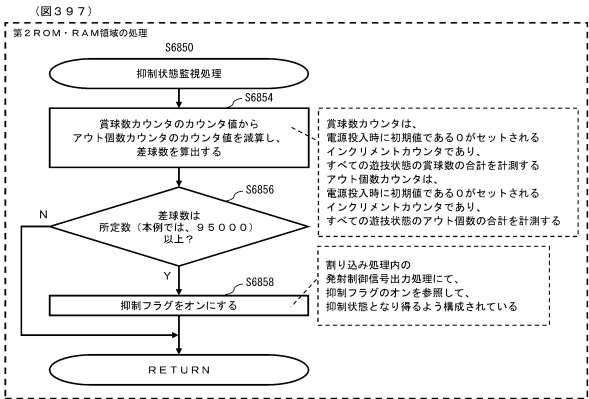 （図３９７）
第２ＲＯＭ・ＲＡＭ領域の処理
S6850
抑制状態監視処理
S6854
賞球数カウンタのカウンタ値から
アウト個数カウンタのカウンタ値を減算し、
差球数を算出する
賞球数カウンタは、
電源投入時に初期値である０がセットされる
インクリメントカウンタであり、
すべての遊技状態の賞球数の合計を計測する
アウト個数カウンタは、
電源投入時に初期値である０がセットされる
インクリメントカウンタであり、
すべての遊技状態のアウト個数の合計を計測する
S6856
差球数は
所定数（本例では、９５０００）
以上？
N
Y
S6858
抑制フラグをオンにする
割り込み処理内の
発射制御信号出力処理にて、
抑制フラグのオンを参照して、
抑制状態となり得るよう構成されている
ＲＥＴＵＲＮ